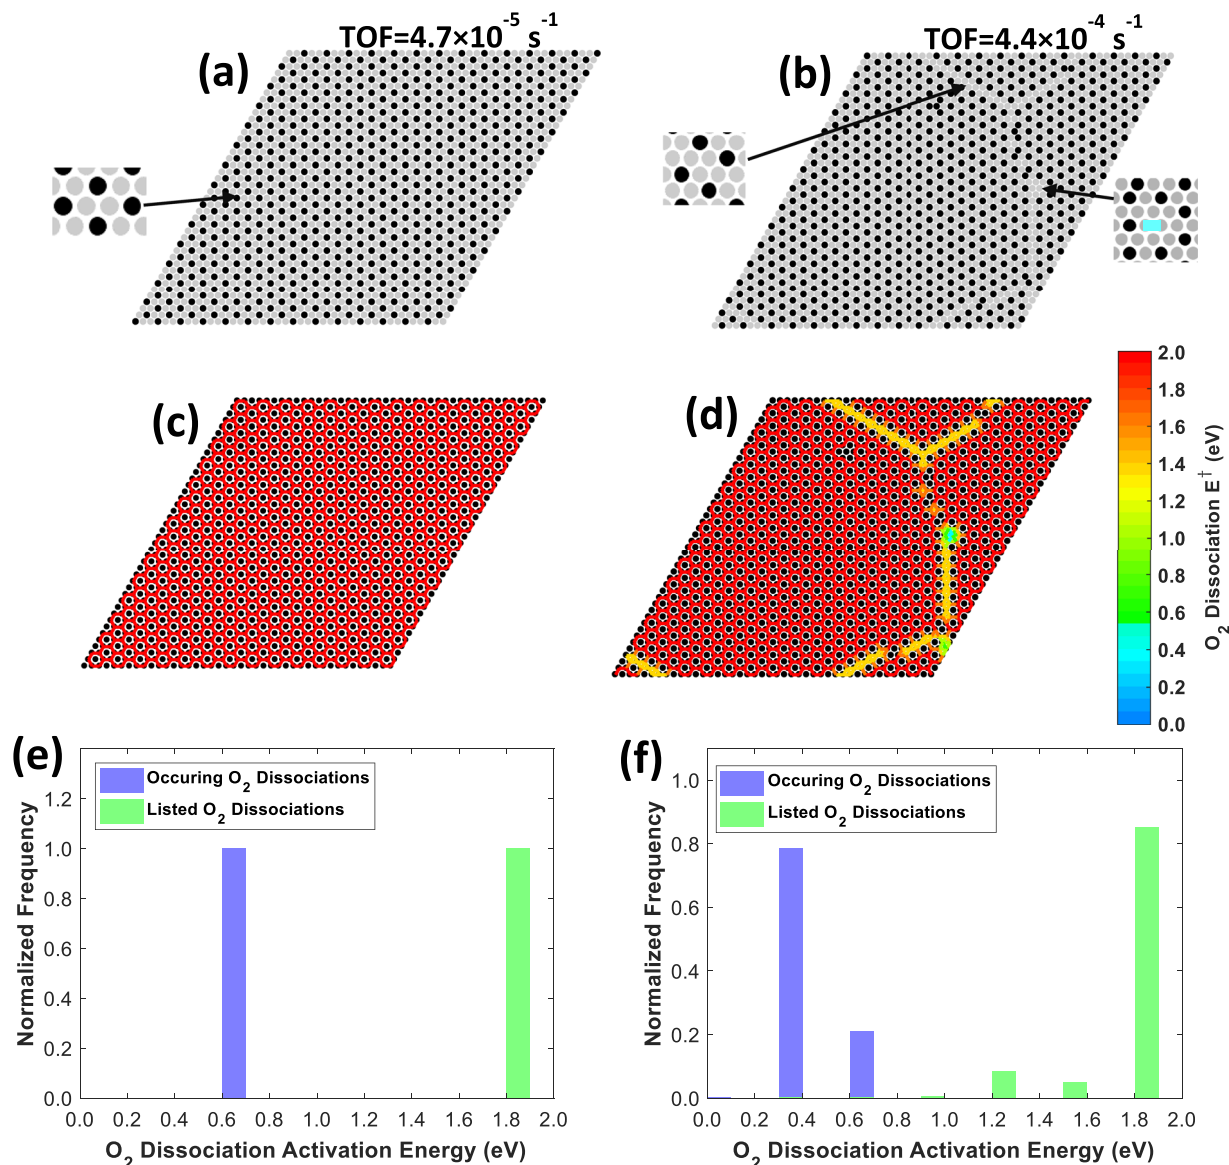 TOF=4.7×10⁻⁵ s⁻¹
TOF=4.4×10⁻⁴ s⁻¹
(a)
(b)
(c)
(d)
2.0
1.8
1.6
1.4
1.2
1.0
0.8
0.6
0.4
0.2
0.0
O₂ Dissociation E† (eV)
(e)
Occuring O₂ Dissociations
Listed O₂ Dissociations
1.2
1.0
0.8
0.6
0.4
0.2
0.0
Normalized Frequency
0.0 0.2 0.4 0.6 0.8 1.0 1.2 1.4 1.6 1.8 2.0
O₂ Dissociation Activation Energy (eV)
(f)
Occuring O₂ Dissociations
Listed O₂ Dissociations
1.0
0.8
0.6
0.4
0.2
0.0
Normalized Frequency
0.0 0.2 0.4 0.6 0.8 1.0 1.2 1.4 1.6 1.8 2.0
O₂ Dissociation Activation Energy (eV)